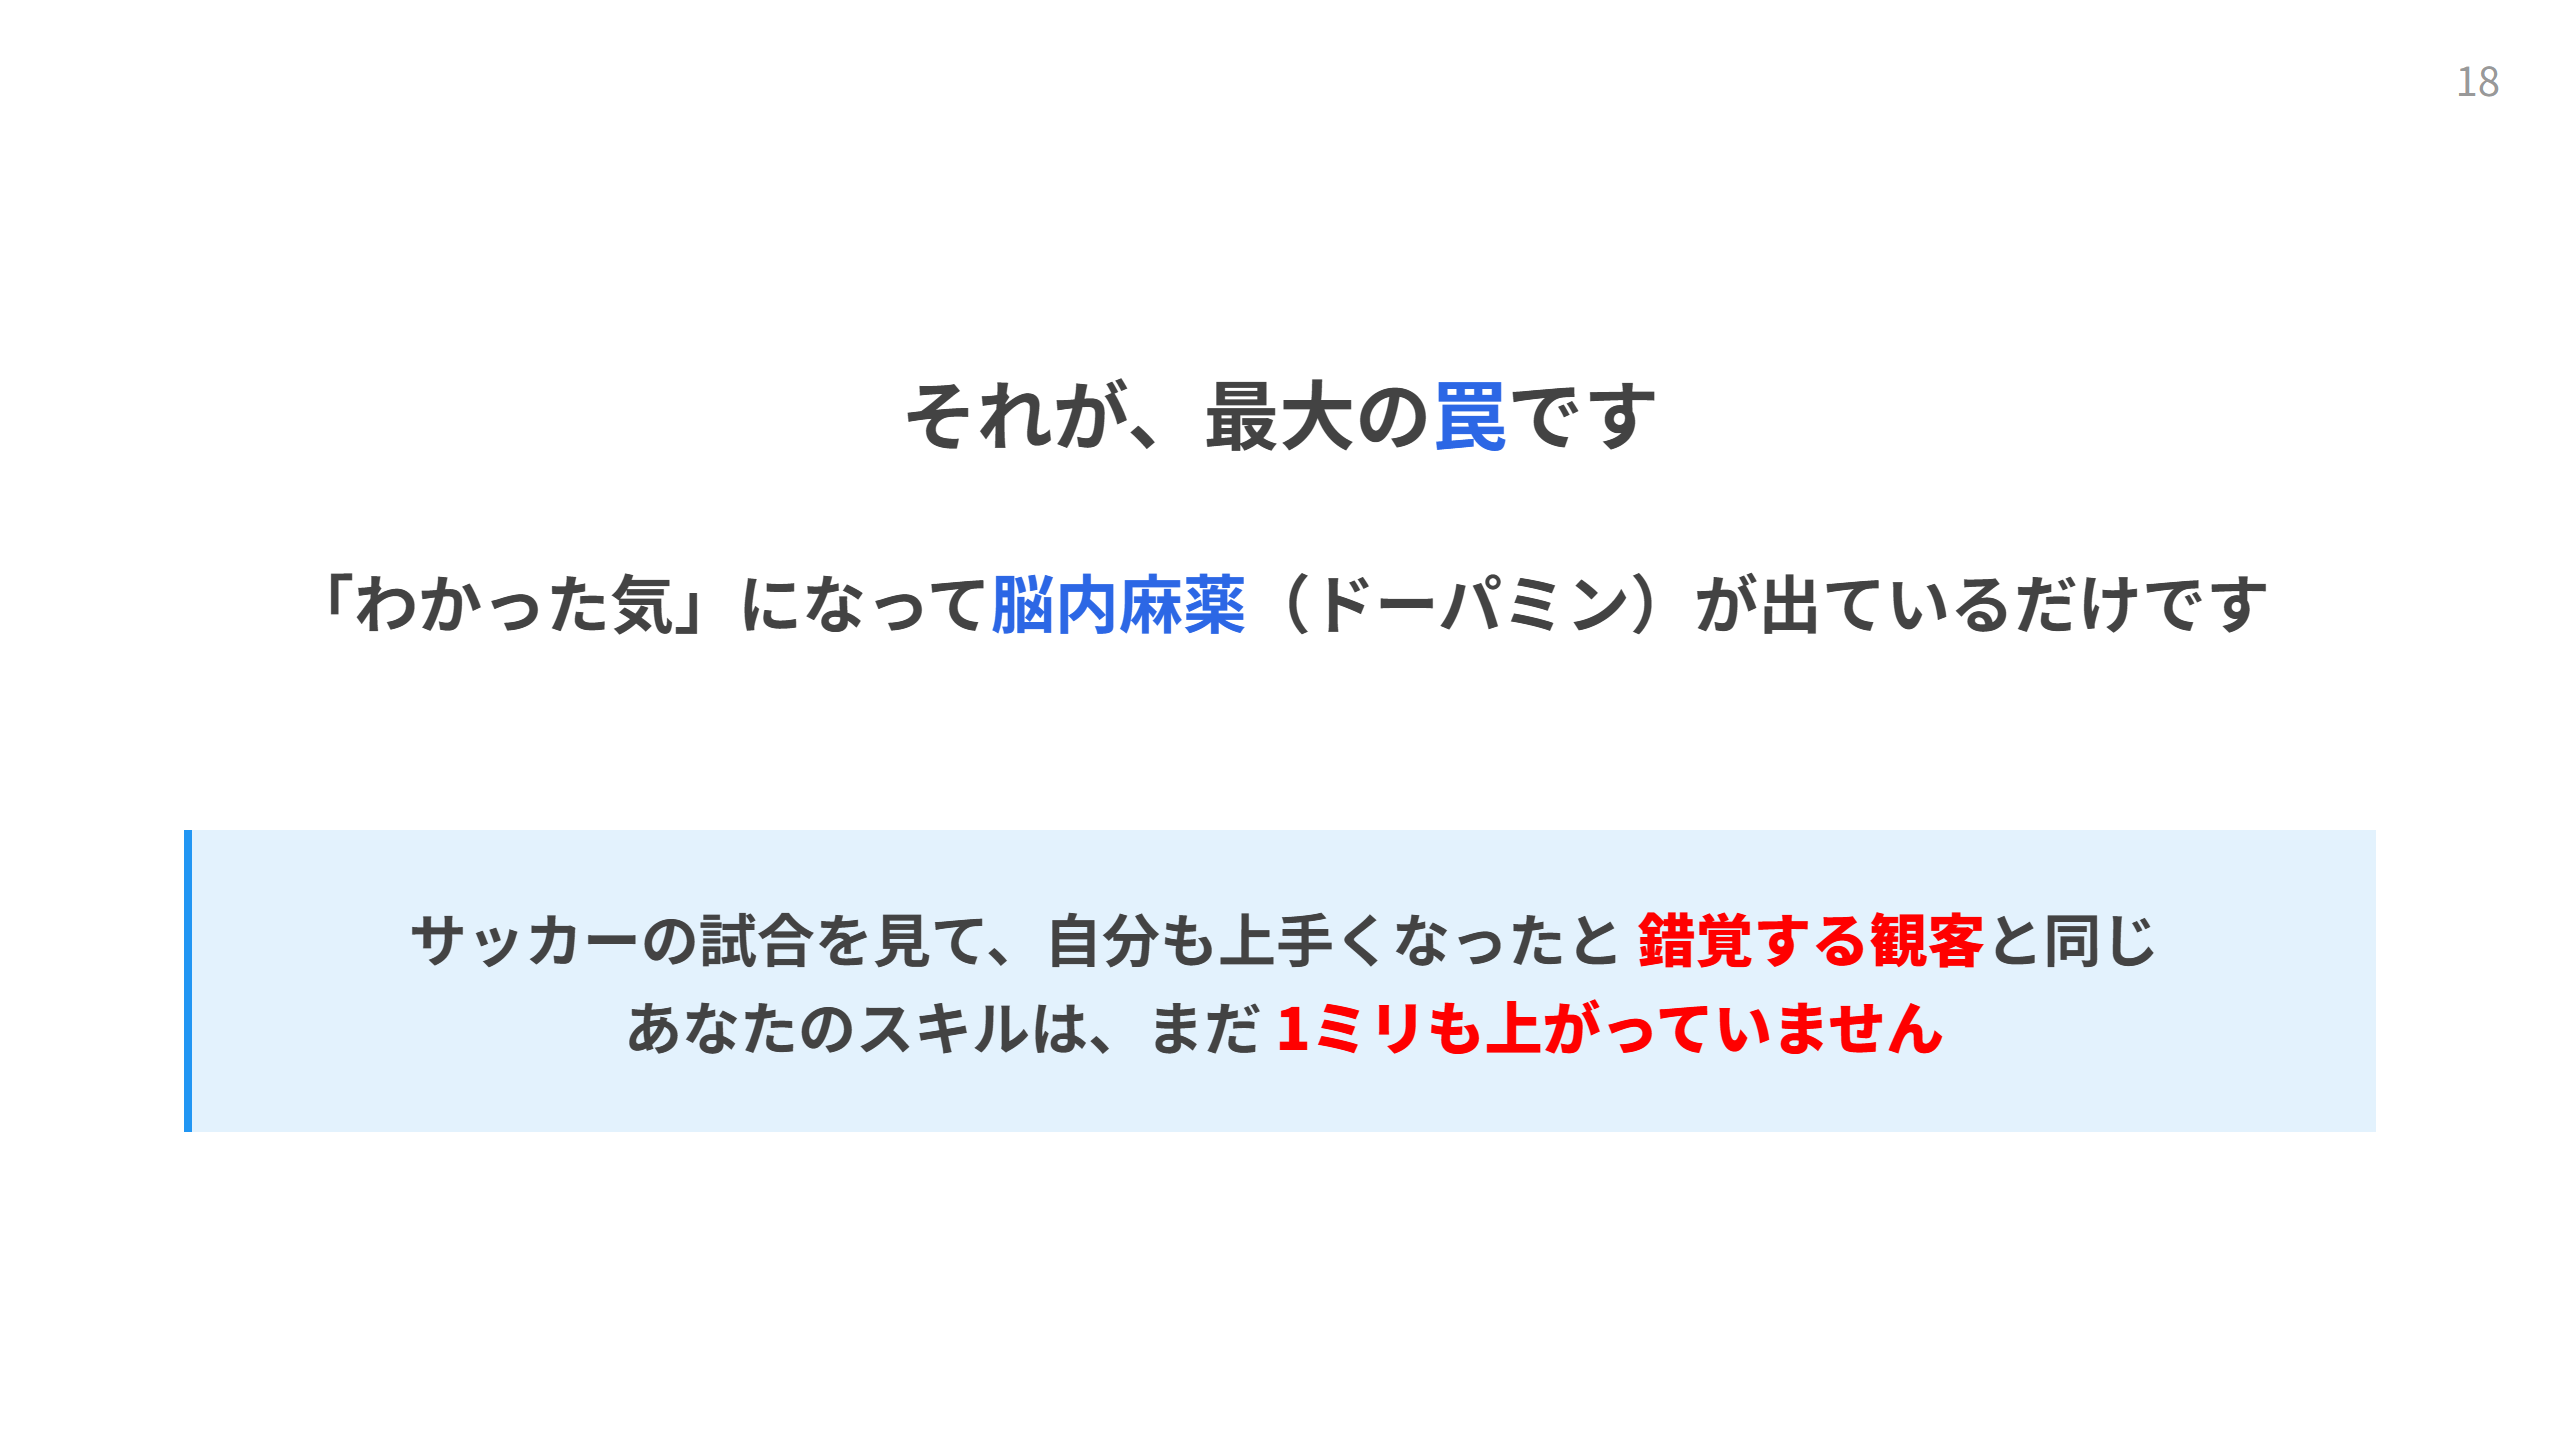 18
それが、最大の罠です
「わかった気」になって脳内麻薬（ドーパミン）が出ているだけです
サッカーの試合を見て、自分も上手くなったと 錯覚する観客と同じ
あなたのスキルは、まだ 1ミリも上がっていません